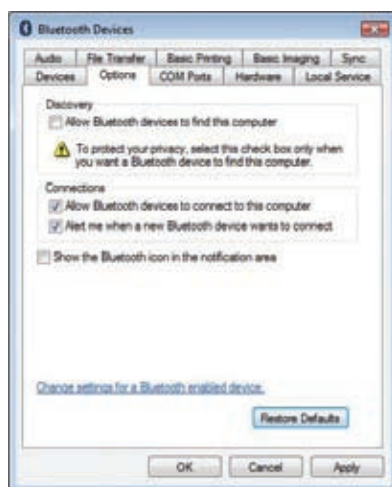 Bluetooth Devices
Audio File Transfer Basic Printing Basic Imaging Sync
Devices Options COM Ports Hardware Local Service
Discovery
Allow Bluetooth devices to find this computer
To protect your privacy, select this check box only when
you want a Bluetooth device to find this computer.
Connections
Allow Bluetooth devices to connect to this computer
Alert me when a new Bluetooth device wants to connect
Show the Bluetooth icon in the notification area
Change settings for a Bluetooth enabled device.
Restore Defaults
OK Cancel Apply